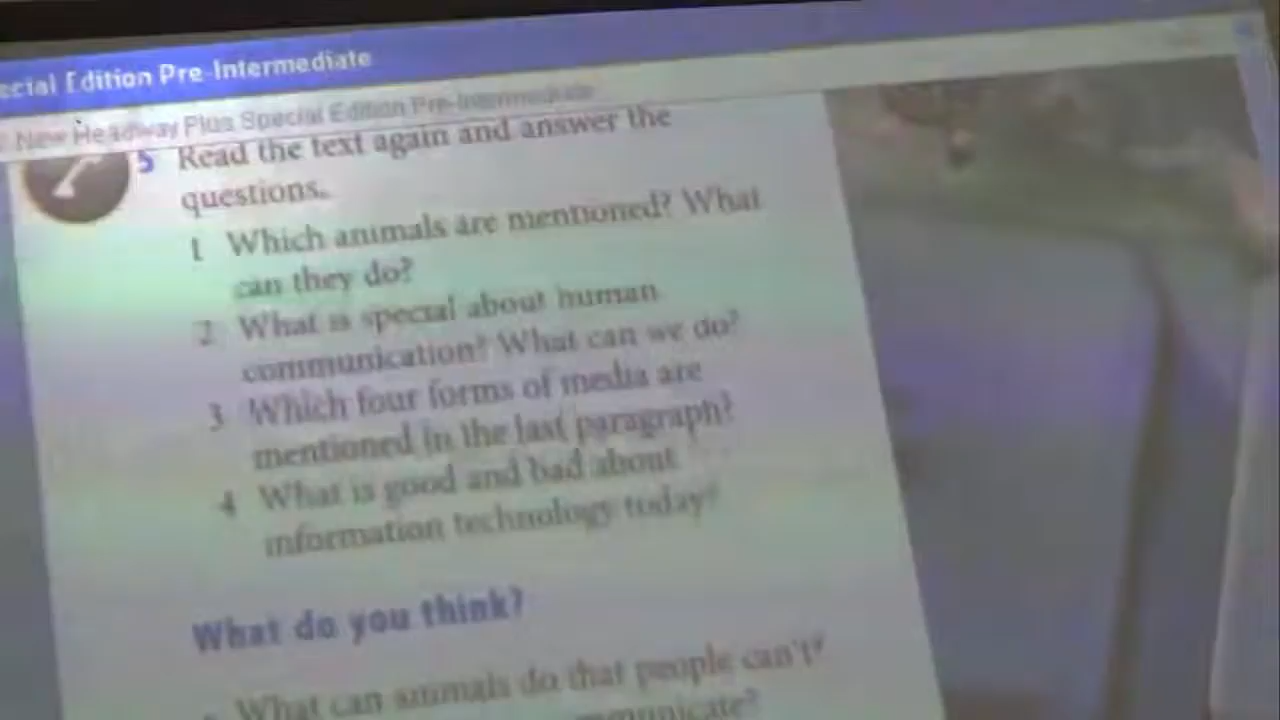 ecial Edition Pre-Intermediate
New Headway Plus Special Edition Pre-Intermediate
5 Read the text again and answer the
questions.
1 Which animals are mentioned? What
can they do?
2 What is special about human
communication? What can we do?
3 Which four forms of media are
mentioned in the last paragraph?
4 What is good and bad about
information technology today?
What do you think?
What can animals do that people can't?
mmunicate?